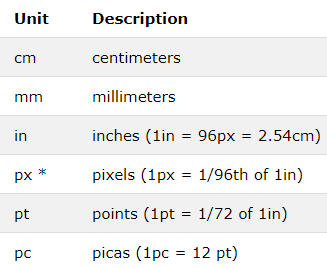 Unit Description
cm centimeters
mm millimeters
in inches (1in = 96px = 2.54cm)
px * pixels (1px = 1/96th of 1in)
pt points (1pt = 1/72 of 1in)
pc picas (1pc = 12 pt)